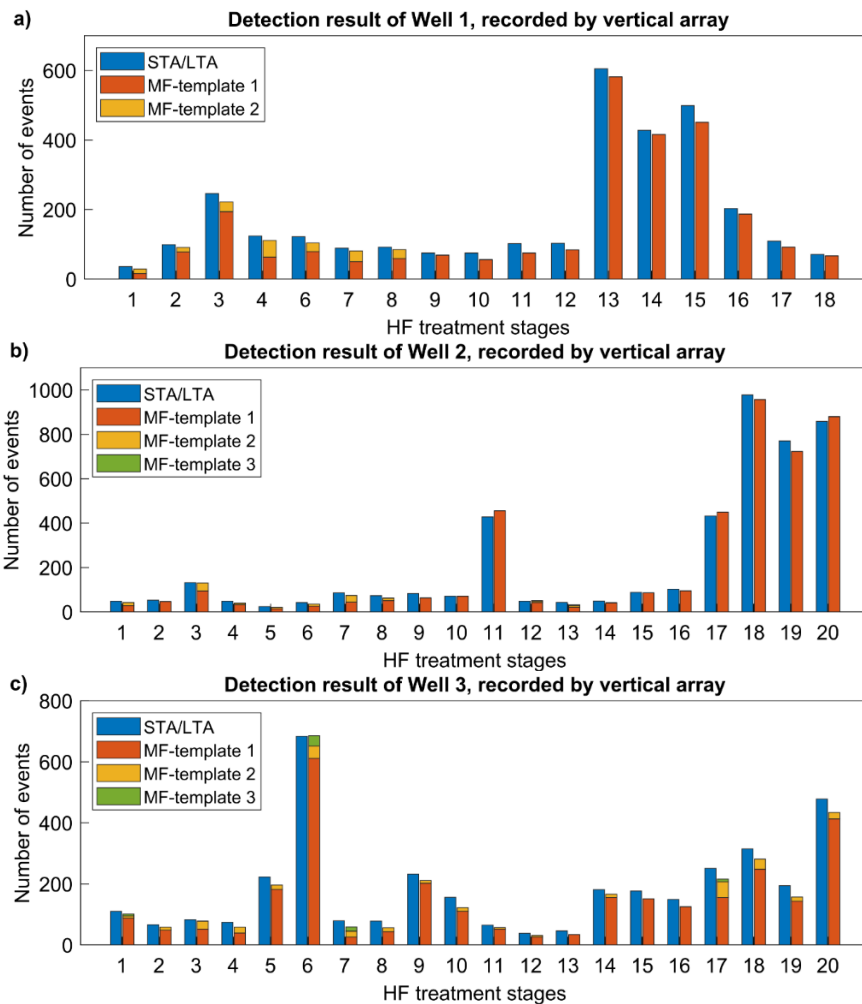 a)
Detection result of Well 1, recorded by vertical array
STA/LTA
MF-template 1
MF-template 2
Number of events
600
400
200
0
1 2 3 4 6 7 8 9 10 11 12 13 14 15 16 17 18
HF treatment stages
b)
Detection result of Well 2, recorded by vertical array
STA/LTA
MF-template 1
MF-template 2
MF-template 3
Number of events
1000
800
600
400
200
0
1 2 3 4 5 6 7 8 9 10 11 12 13 14 15 16 17 18 19 20
HF treatment stages
c)
Detection result of Well 3, recorded by vertical array
STA/LTA
MF-template 1
MF-template 2
MF-template 3
Number of events
800
600
400
200
0
1 2 3 4 5 6 7 8 9 10 11 12 13 14 15 16 17 18 19 20
HF treatment stages